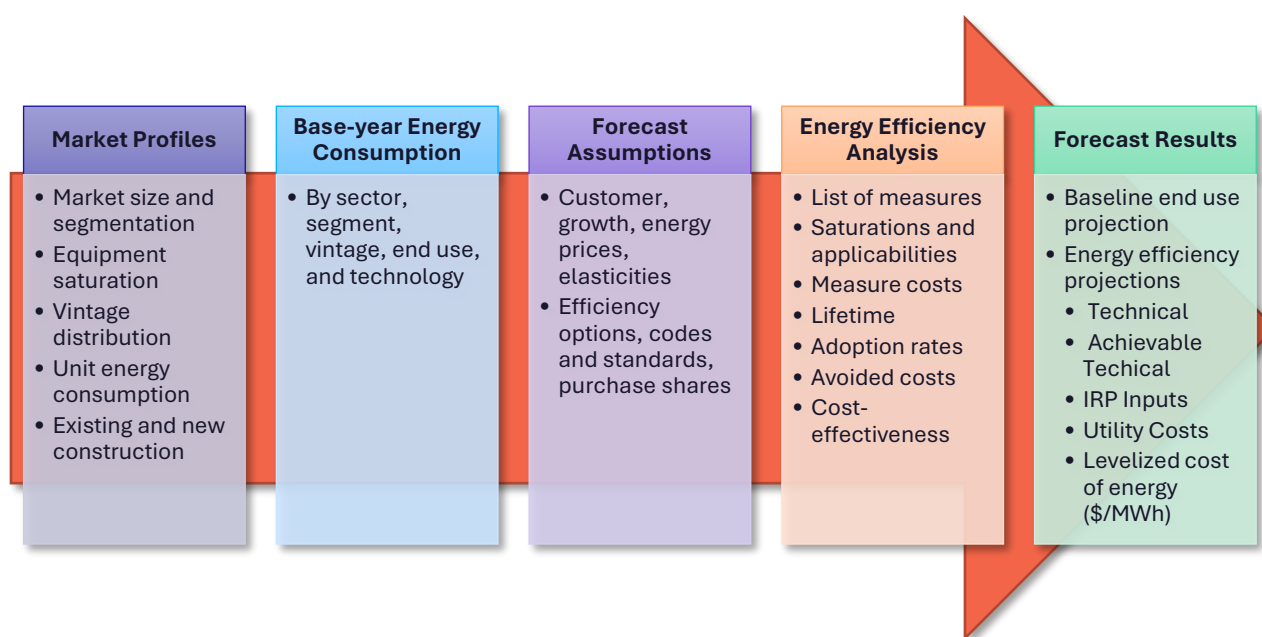 Market Profiles
• Market size and
segmentation
• Equipment
saturation
• Vintage
distribution
• Unit energy
consumption
• Existing and new
construction
Base-year Energy
Consumption
• By sector,
segment,
vintage, end use,
and technology
Forecast
Assumptions
• Customer,
growth, energy
prices,
elasticities
• Efficiency
options, codes
and standards,
purchase shares
Energy Efficiency
Analysis
• List of measures
• Saturations and
applicabilities
• Measure costs
• Lifetime
• Adoption rates
• Avoided costs
• Cost-
effectiveness
Forecast Results
• Baseline end use
projection
• Energy efficiency
projections
• Technical
• Achievable
Techical
• IRP Inputs
• Utility Costs
• Levelized cost
of energy
($/MWh)